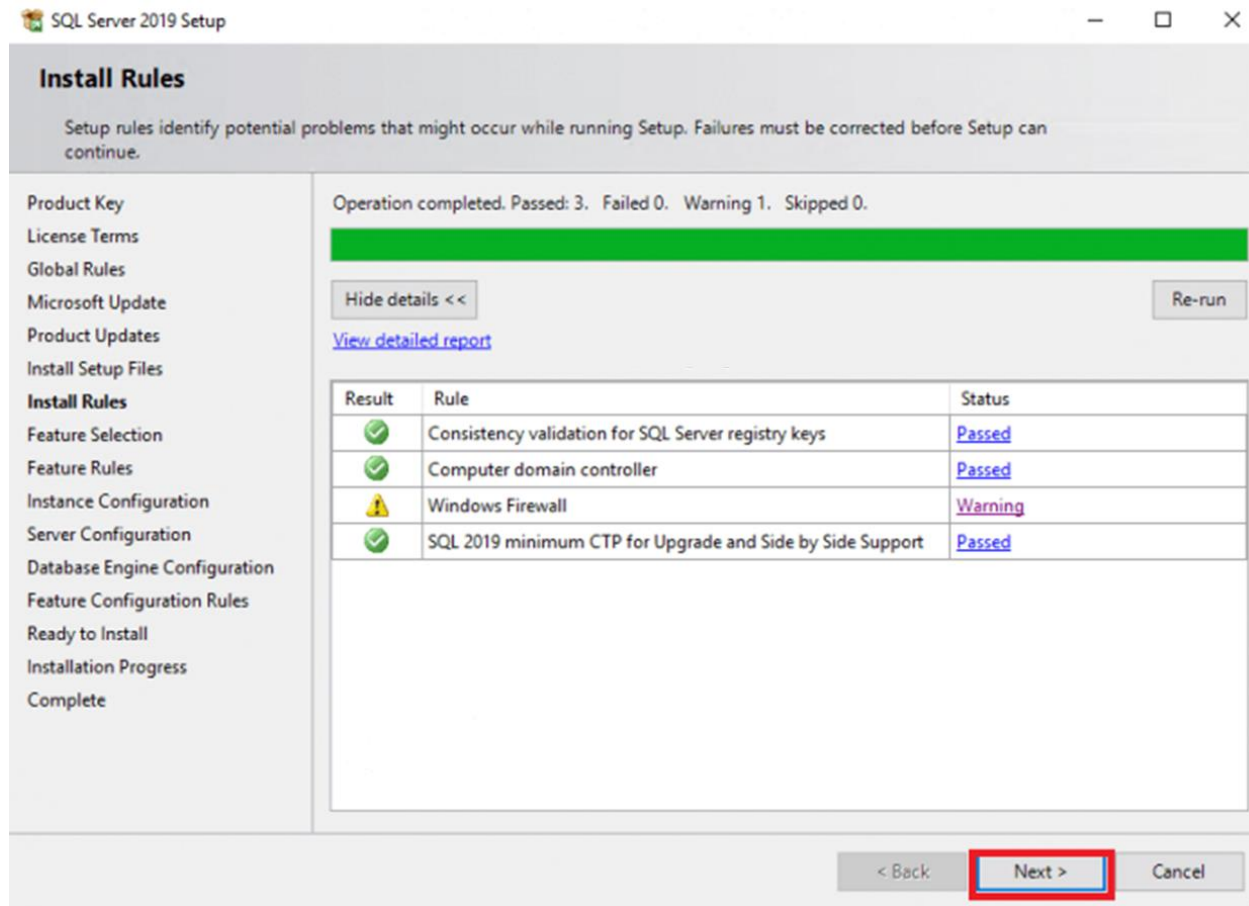 SQL Server 2019 Setup
Install Rules
Setup rules identify potential problems that might occur while running Setup. Failures must be corrected before Setup can
continue.
Product Key
License Terms
Global Rules
Microsoft Update
Product Updates
Install Setup Files
Install Rules
Feature Selection
Feature Rules
Instance Configuration
Server Configuration
Database Engine Configuration
Feature Configuration Rules
Ready to Install
Installation Progress
Complete
Operation completed. Passed: 3.   Failed 0.   Warning 1.   Skipped 0.
Hide details <<
Re-run
View detailed report
Result Rule Status
Consistency validation for SQL Server registry keys Passed
Computer domain controller Passed
Windows Firewall Warning
SQL 2019 minimum CTP for Upgrade and Side by Side Support Passed
< Back Next > Cancel